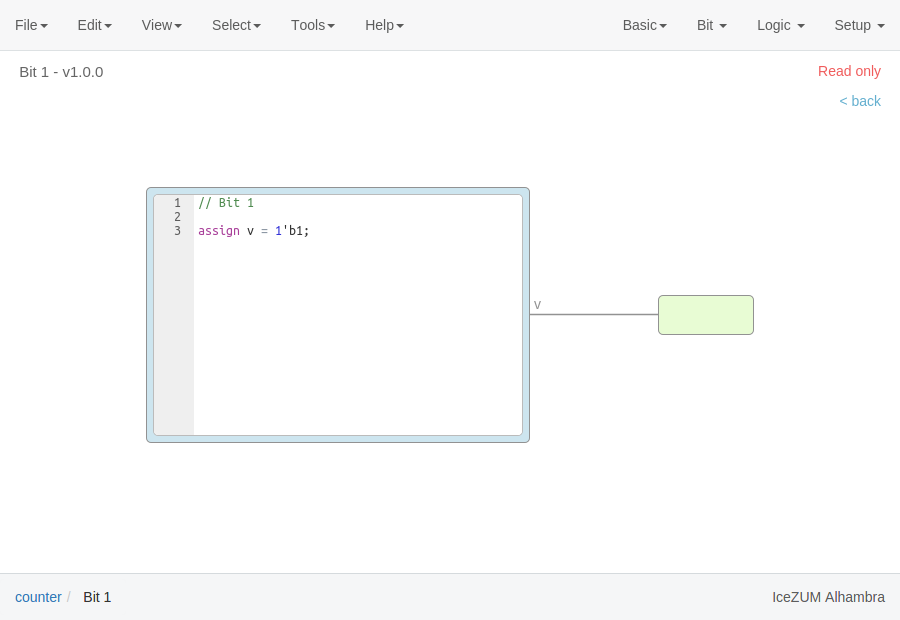 File Edit View Select Tools Help Basic Bit Logic Setup
Bit 1 - v1.0.0 Read only
< back
1 // Bit 1
2
3 assign v = 1'b1;
v
counter / Bit 1 IceZUM Alhambra